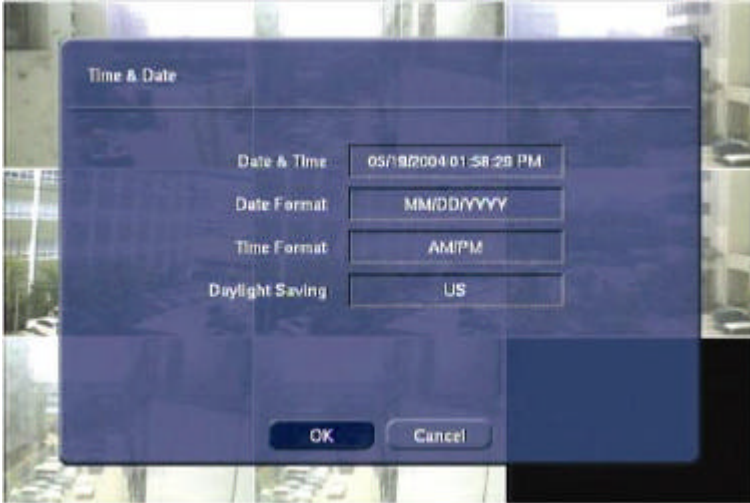 Time & Date
Date & Time 05/19/2004 01:58:29 PM
Date Format MM/DD/YYYY
Time Format AM/PM
Daylight Saving US
OK Cancel